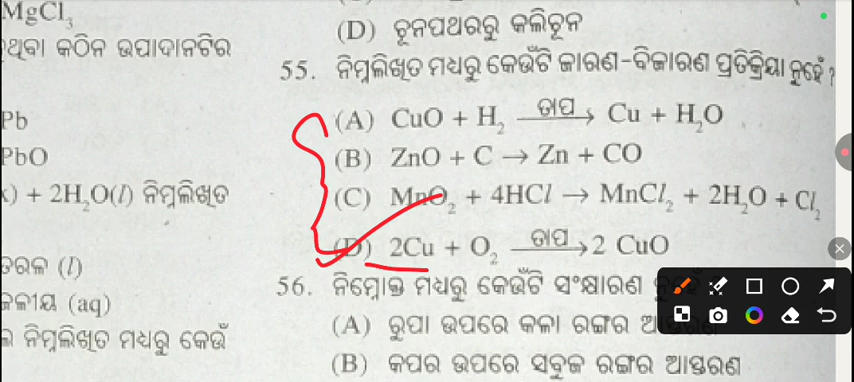 MgCl₃
(D) ଚୂନପଥରରୁ କଲିଚୂନ
ଥିବା କଠିନ ଉପାଦାନଟିର
55. ନିମ୍ନଲିଖିତ ମଧ୍ୟରୁ କେଉଁଟି ଜାରଣ-ବିଜାରଣ ପ୍ରତିକ୍ରିୟା ନୁହେଁ ?
Pb
(A) CuO + H₂ —ତାପ→ Cu + H₂O
PbO
(B) ZnO + C → Zn + CO
) + 2H₂O(l) ନିମ୍ନଲିଖିତ
(C) MnO₂ + 4HCl → MnCl₂ + 2H₂O + Cl₂
(D) 2Cu + O₂ —ତାପ→ 2 CuO
ତରଳ (l)
56. ନିମ୍ନୋକ୍ତ ମଧ୍ୟରୁ କେଉଁଟି ସଂକ୍ଷାରଣ
ଜଳୀୟ (aq)
(A) ରୁପା ଉପରେ କଳା ରଙ୍ଗର
ନିମ୍ନଲିଖିତ ମଧ୍ୟରୁ କେଉଁ
(B) କପର ଉପରେ ସବୁଜ ରଙ୍ଗର ଆସ୍ତରଣ